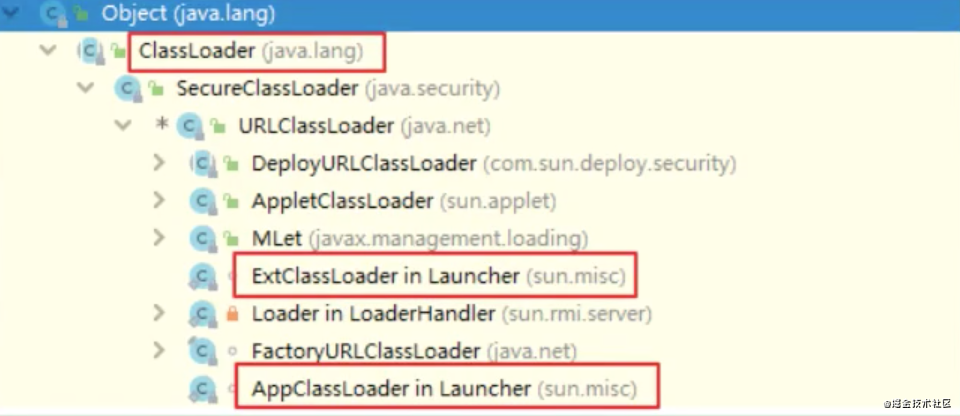 Object (java.lang)
ClassLoader (java.lang)
SecureClassLoader (java.security)
* URLClassLoader (java.net)
DeployURLClassLoader (com.sun.deploy.security)
AppletClassLoader (sun.applet)
MLet (javax.management.loading)
ExtClassLoader in Launcher (sun.misc)
Loader in LoaderHandler (sun.rmi.server)
FactoryURLClassLoader (java.net)
AppClassLoader in Launcher (sun.misc)
@掘金技术社区